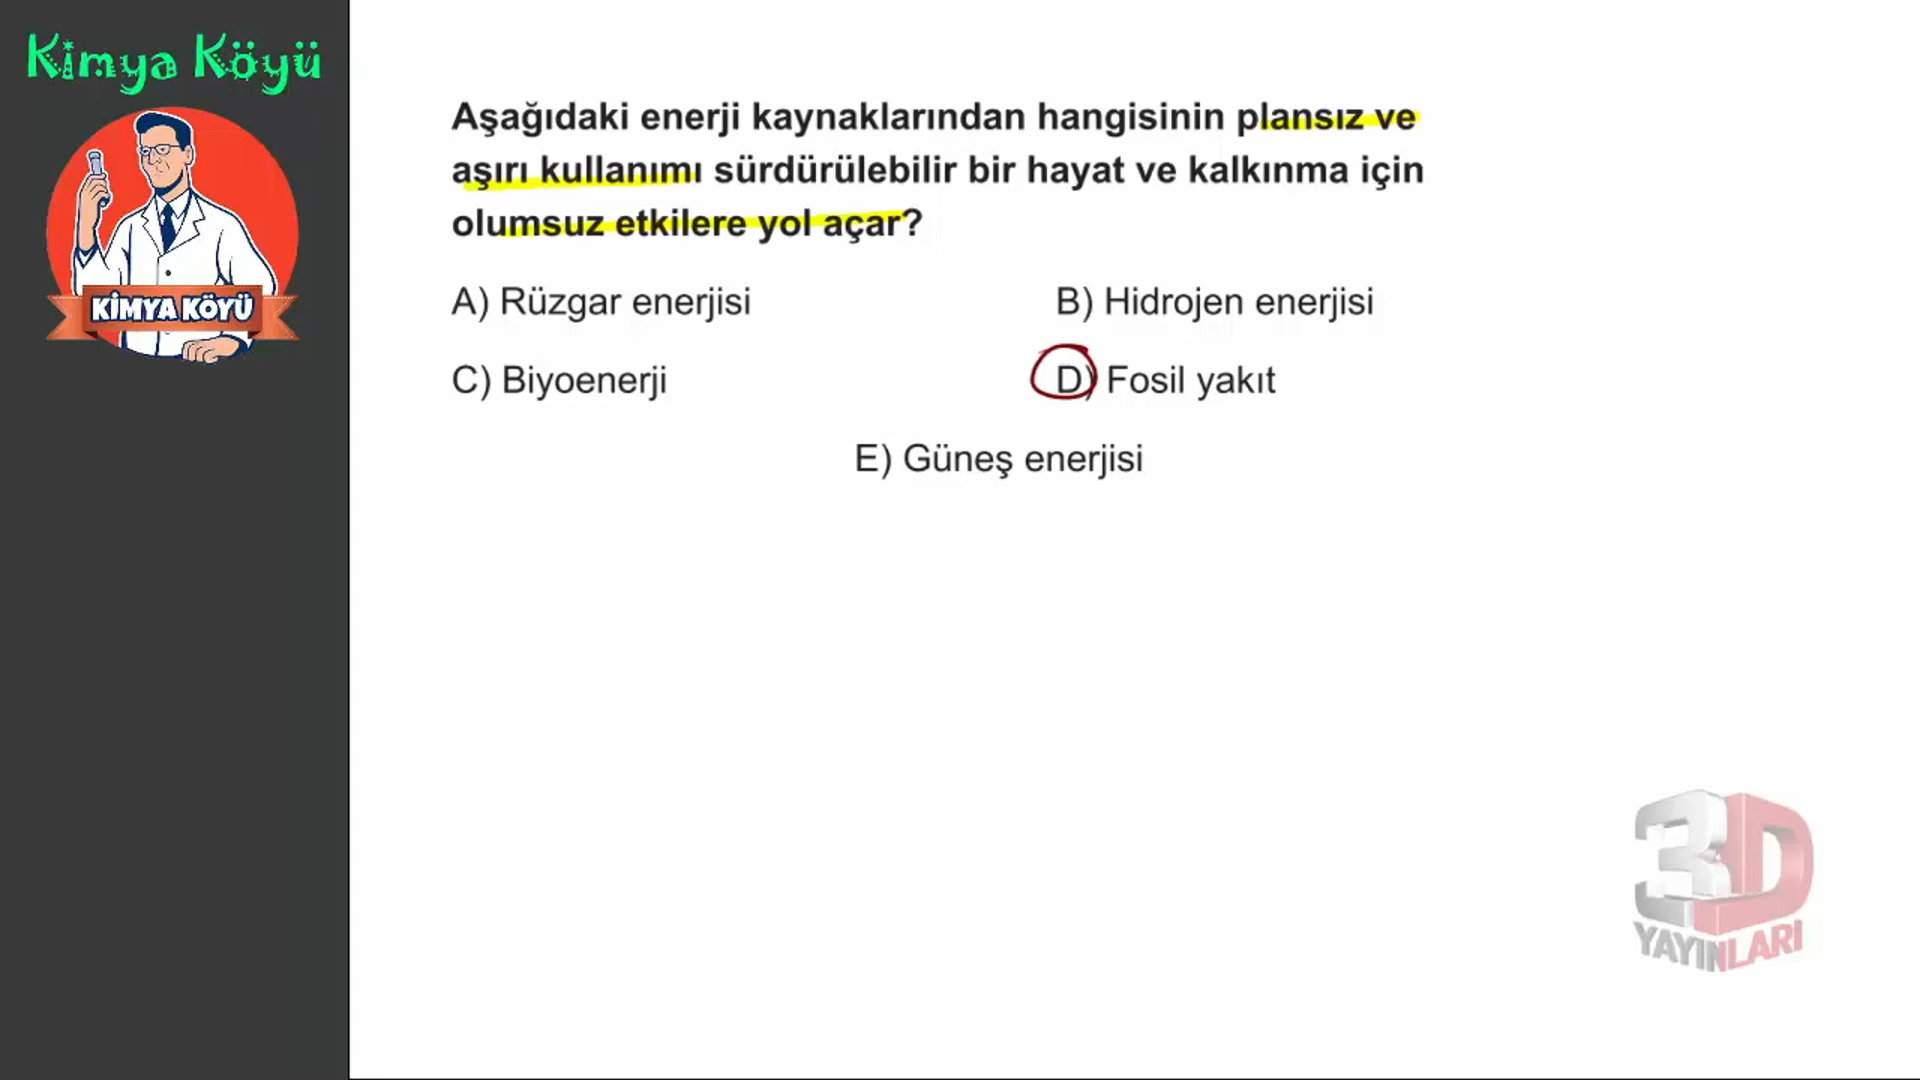 Kimya Köyü
KİMYA KÖYÜ
Aşağıdaki enerji kaynaklarından hangisinin plansız ve
aşırı kullanımı sürdürülebilir bir hayat ve kalkınma için
olumsuz etkilere yol açar?
A) Rüzgar enerjisi
B) Hidrojen enerjisi
C) Biyoenerji
D) Fosil yakıt
E) Güneş enerjisi
3D
YAYINLARI